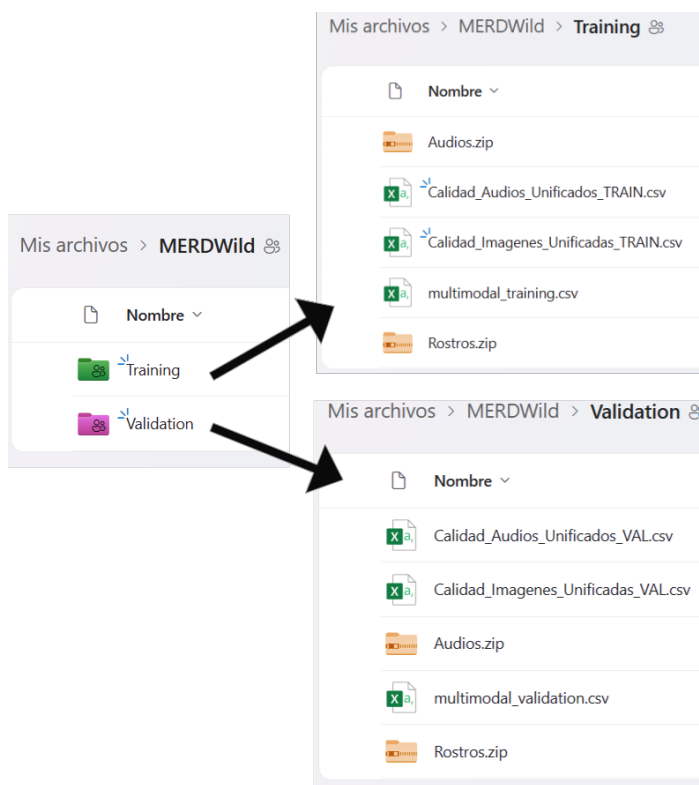 Mis archivos > MERDWild > Training
Nombre
Audios.zip
Calidad_Audios_Unificados_TRAIN.csv
Calidad_Imagenes_Unificadas_TRAIN.csv
multimodal_training.csv
Rostros.zip
Mis archivos > MERDWild
Nombre
Training
Validation
Mis archivos > MERDWild > Validation
Nombre
Calidad_Audios_Unificados_VAL.csv
Calidad_Imagenes_Unificadas_VAL.csv
Audios.zip
multimodal_validation.csv
Rostros.zip